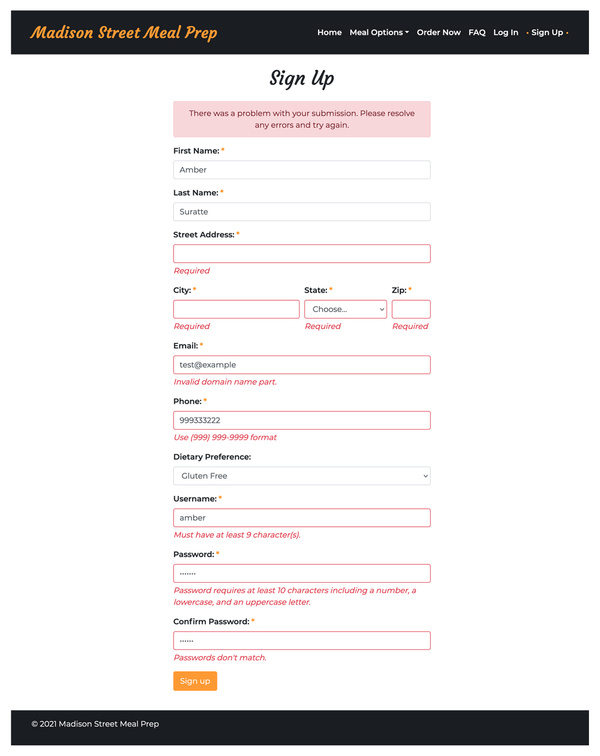 Madison Street Meal Prep
Home Meal Options Order Now FAQ Log In • Sign Up •
Sign Up
There was a problem with your submission. Please resolve
any errors and try again.
First Name: *
Amber
Last Name: *
Suratte
Street Address: *
Required
City: * State: * Zip: *
Choose...
Required Required Required
Email: *
test@example
Invalid domain name part.
Phone: *
999333222
Use (999) 999-9999 format
Dietary Preference:
Gluten Free
Username: *
amber
Must have at least 9 character(s).
Password: *
•••••••
Password requires at least 10 characters including a number, a
lowercase, and an uppercase letter.
Confirm Password: *
••••••
Passwords don't match.
Sign up
© 2021 Madison Street Meal Prep